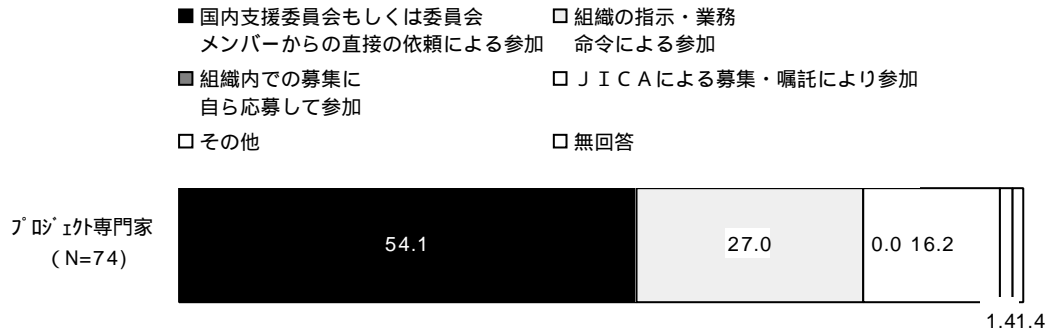 ■国内支援委員会もしくは委員会
メンバーからの直接の依頼による参加
□組織の指示・業務
命令による参加
■組織内での募集に
自ら応募して参加
□ＪＩＣＡによる募集・嘱託により参加
□その他
□無回答
ﾌﾟﾛｼﾞｪｸﾄ専門家
(N=74)
54.1
27.0
0.0 16.2
1.41.4